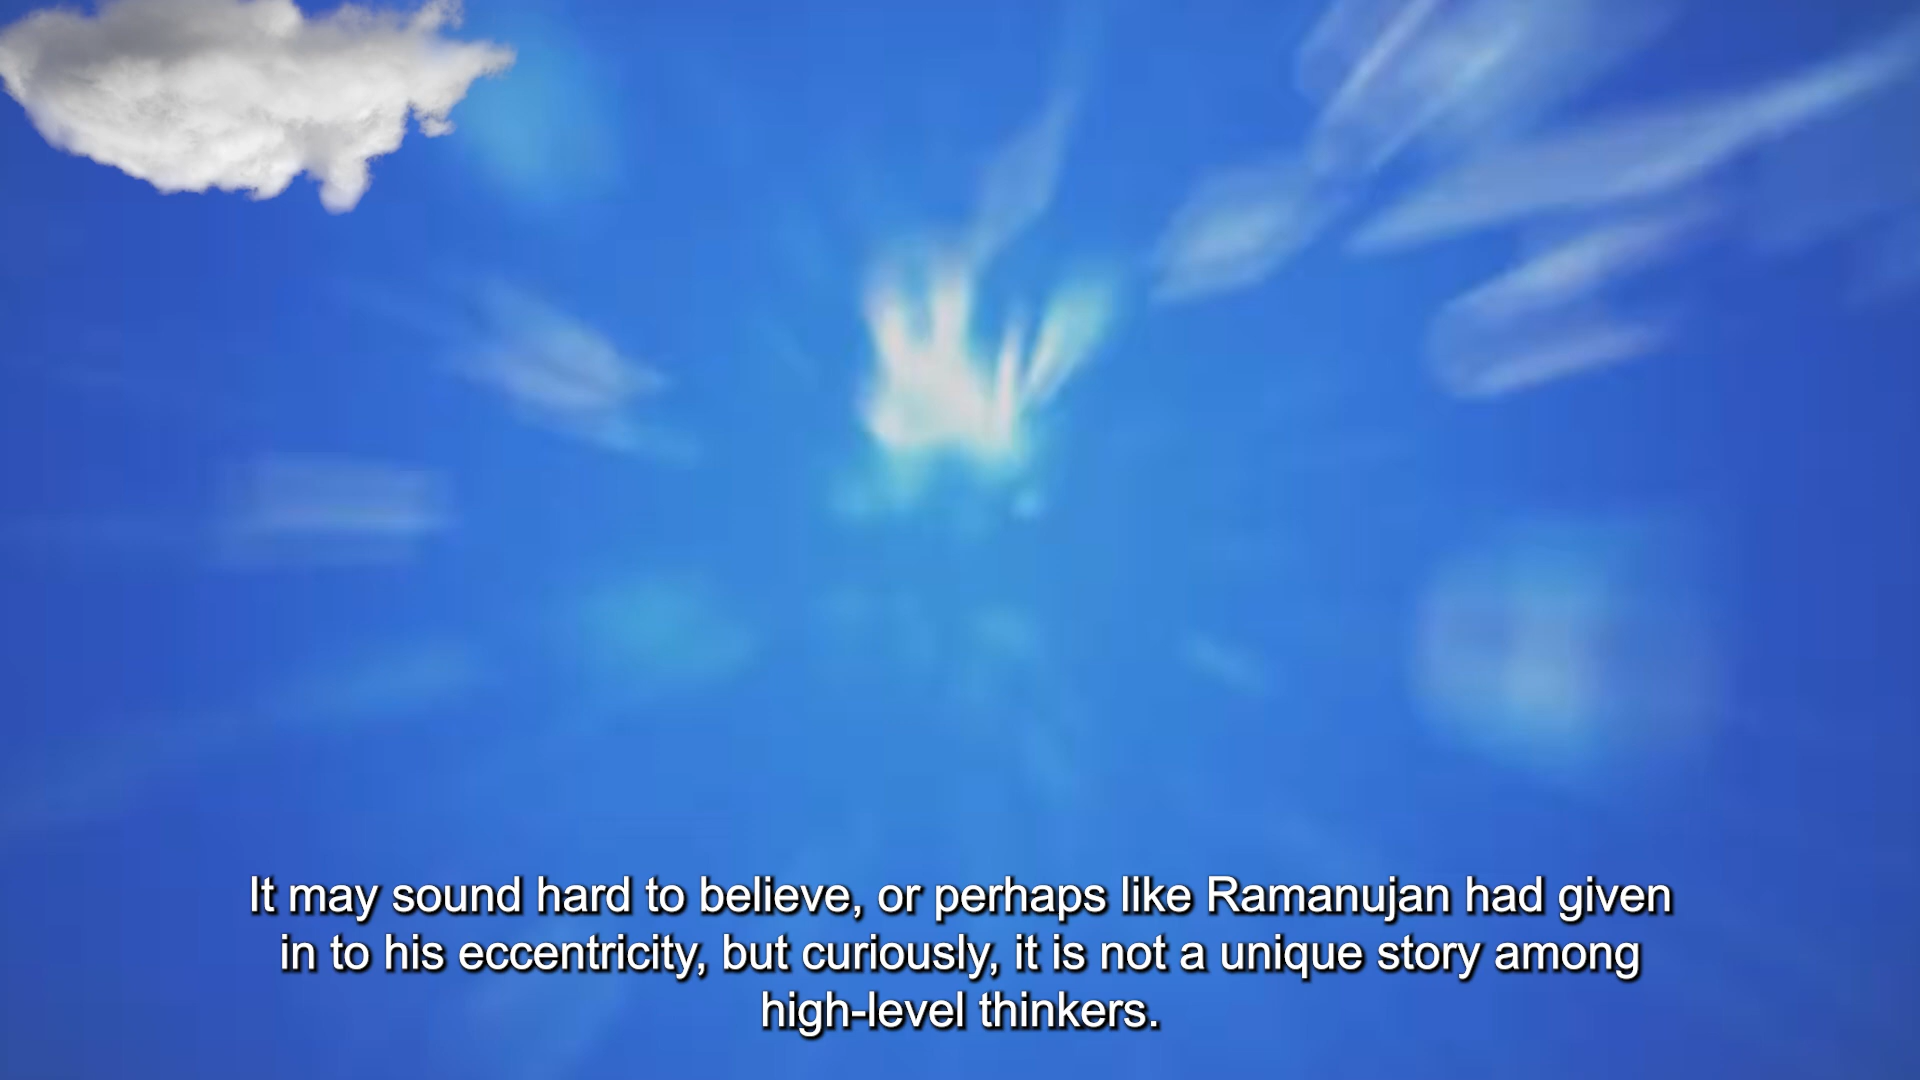 It may sound hard to believe, or perhaps like Ramanujan had given
in to his eccentricity, but curiously, it is not a unique story among
high-level thinkers.